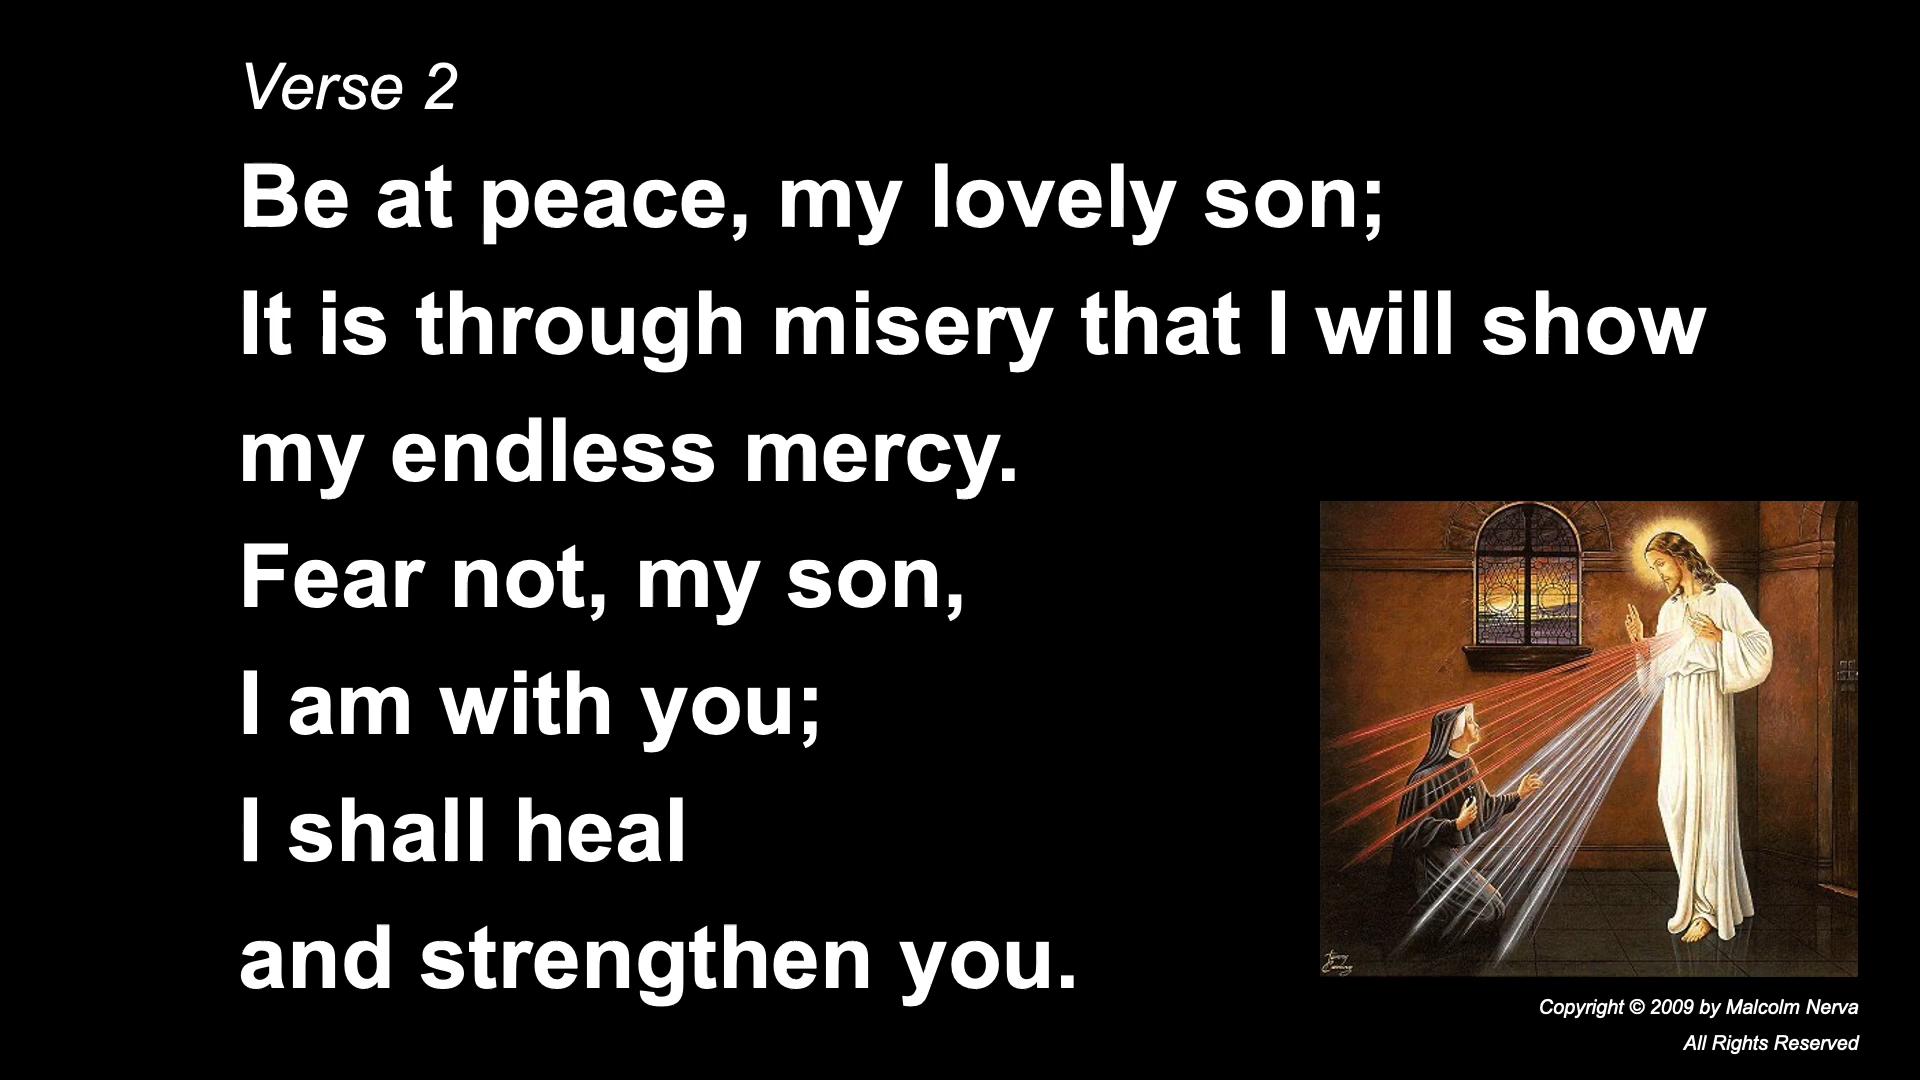 Verse 2
Be at peace, my lovely son;
It is through misery that I will show
my endless mercy.
Fear not, my son,
I am with you;
I shall heal
and strengthen you.
Copyright © 2009 by Malcolm Nerva
All Rights Reserved